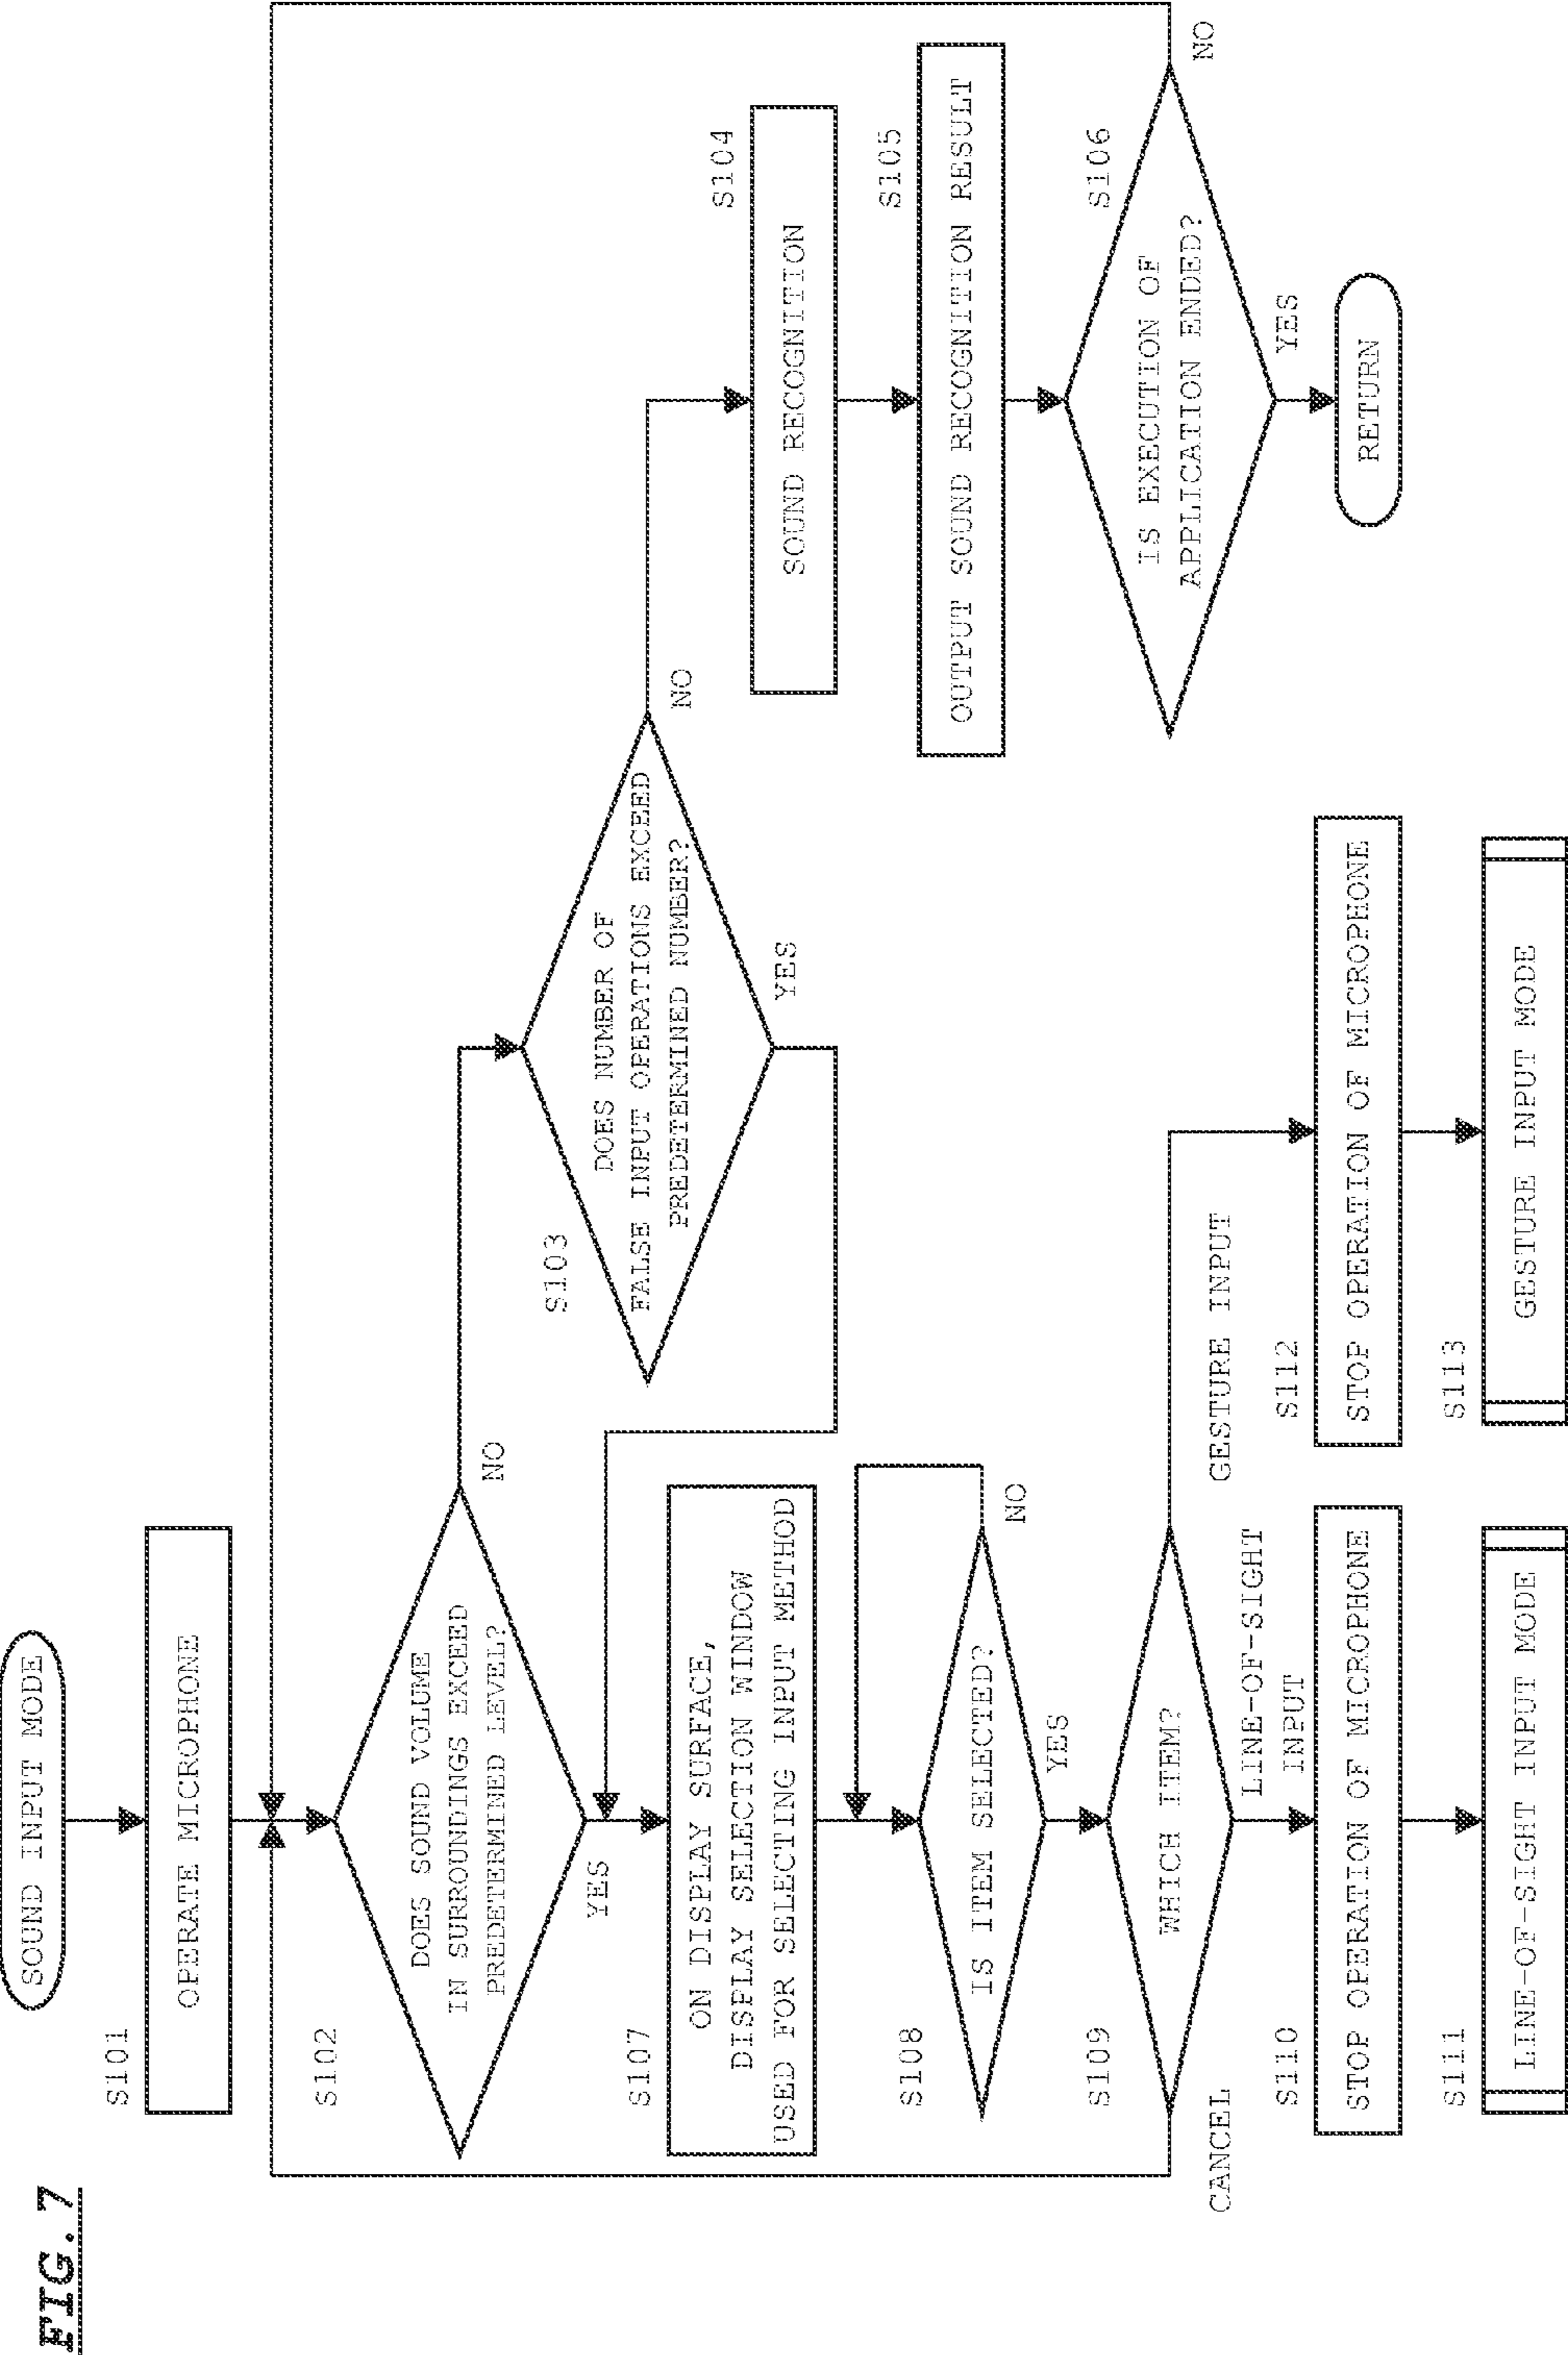 FIG. 7
SOUND INPUT MODE
S101
OPERATE MICROPHONE
S102
DOES SOUND VOLUME
IN SURROUNDINGS EXCEED
PREDETERMINED LEVEL?
NO
YES
S103
DOES NUMBER OF
FALSE INPUT OPERATIONS EXCEED
PREDETERMINED NUMBER?
NO
YES
S104
SOUND RECOGNITION
S105
OUTPUT SOUND RECOGNITION RESULT
S106
IS EXECUTION OF
APPLICATION ENDED?
NO
YES
RETURN
S107
ON DISPLAY SURFACE,
DISPLAY SELECTION WINDOW
USED FOR SELECTING INPUT METHOD
S108
IS ITEM SELECTED?
NO
YES
S109
WHICH ITEM?
CANCEL
LINE-OF-SIGHT
INPUT
GESTURE INPUT
S110
STOP OPERATION OF MICROPHONE
S111
LINE-OF-SIGHT INPUT MODE
S112
STOP OPERATION OF MICROPHONE
S113
GESTURE INPUT MODE